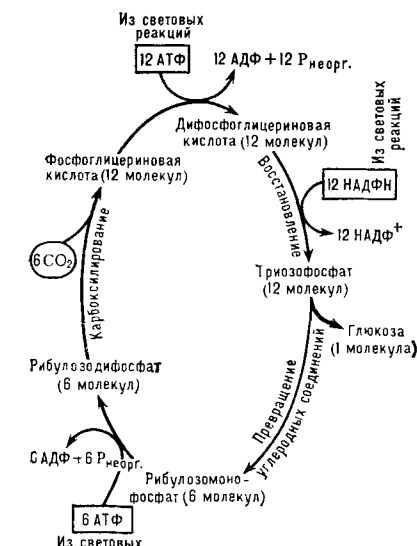 Из световых
реакций
12 АТФ
12 АДФ + 12 Рнеорг.
Дифосфоглицериновая
кислота (12 молекул)
Из световых
реакций
Фосфоглицериновая
кислота (12 молекул)
Восстановление
12 НАДФН
12 НАДФ+
6 CO2
Карбоксилирование
Триозофосфат
(12 молекул)
Глюкоза
(1 молекула)
Превращение
углеродных соединений
Рибулозодифосфат
(6 молекул)
6 АДФ + 6 Рнеорг.
Рибулозомоно-
фосфат (6 молекул)
6 АТФ
Из световых